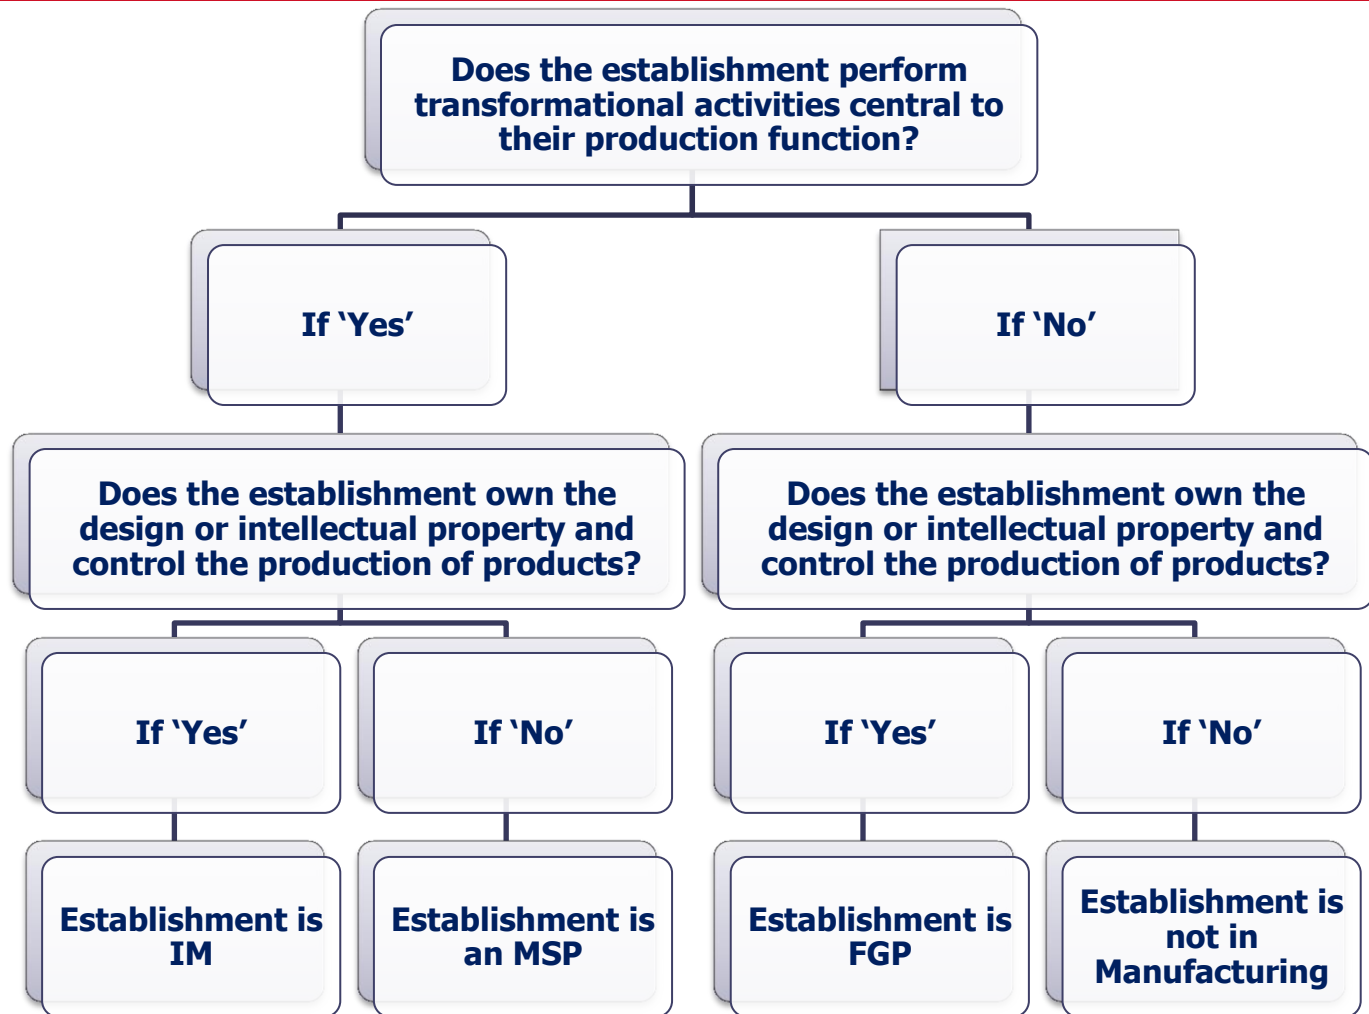 Does the establishment perform
transformational activities central to
their production function?
If ‘Yes’
If ‘No’
Does the establishment own the
design or intellectual property and
control the production of products?
Does the establishment own the
design or intellectual property and
control the production of products?
If ‘Yes’
If ‘No’
If ‘Yes’
If ‘No’
Establishment is
IM
Establishment is
an MSP
Establishment is
FGP
Establishment is
not in
Manufacturing